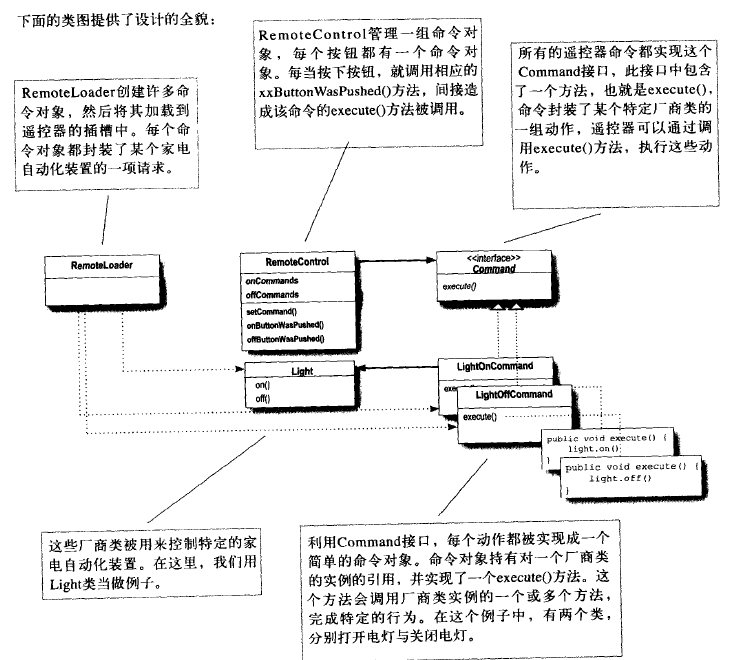 下面的类图提供了设计的全貌：
RemoteControl管理一组命令对
象，每个按钮都有一个命令对
象。每当按下按钮，就调用相应的
xxButtonWasPushed()方法，间接造
成该命令的execute()方法被调用。
所有的遥控器命令都实现这个
Command接口，此接口中包含
了一个方法，也就是execute()，
命令封装了某个特定厂商类的
一组动作，遥控器可以通过调
用execute()方法，执行这些动
作。
RemoteLoader创建许多命
令对象，然后将其加载到
遥控器的插槽中。每个命
令对象都封装了某个家电
自动化装置的一项请求。
RemoteLoader
RemoteControl
onCommands
offCommands
setCommand()
onButtonWasPushed()
offButtonWasPushed()
<<interface>>
Command
execute()
Light
on()
off()
LightOnCommand
exe
LightOffCommand
execute()
public void execute() {
light.on()
}
public void execute() {
light.off()
}
这些厂商类被用来控制特定的家
电自动化装置。在这里，我们用
Light类当做例子。
利用Command接口，每个动作都被实现成一个
简单的命令对象。命令对象持有对一个厂商类
的实例的引用，并实现了一个execute()方法。这
个方法会调用厂商类实例的一个或多个方法，
完成特定的行为。在这个例子中，有两个类，
分别打开电灯与关闭电灯。